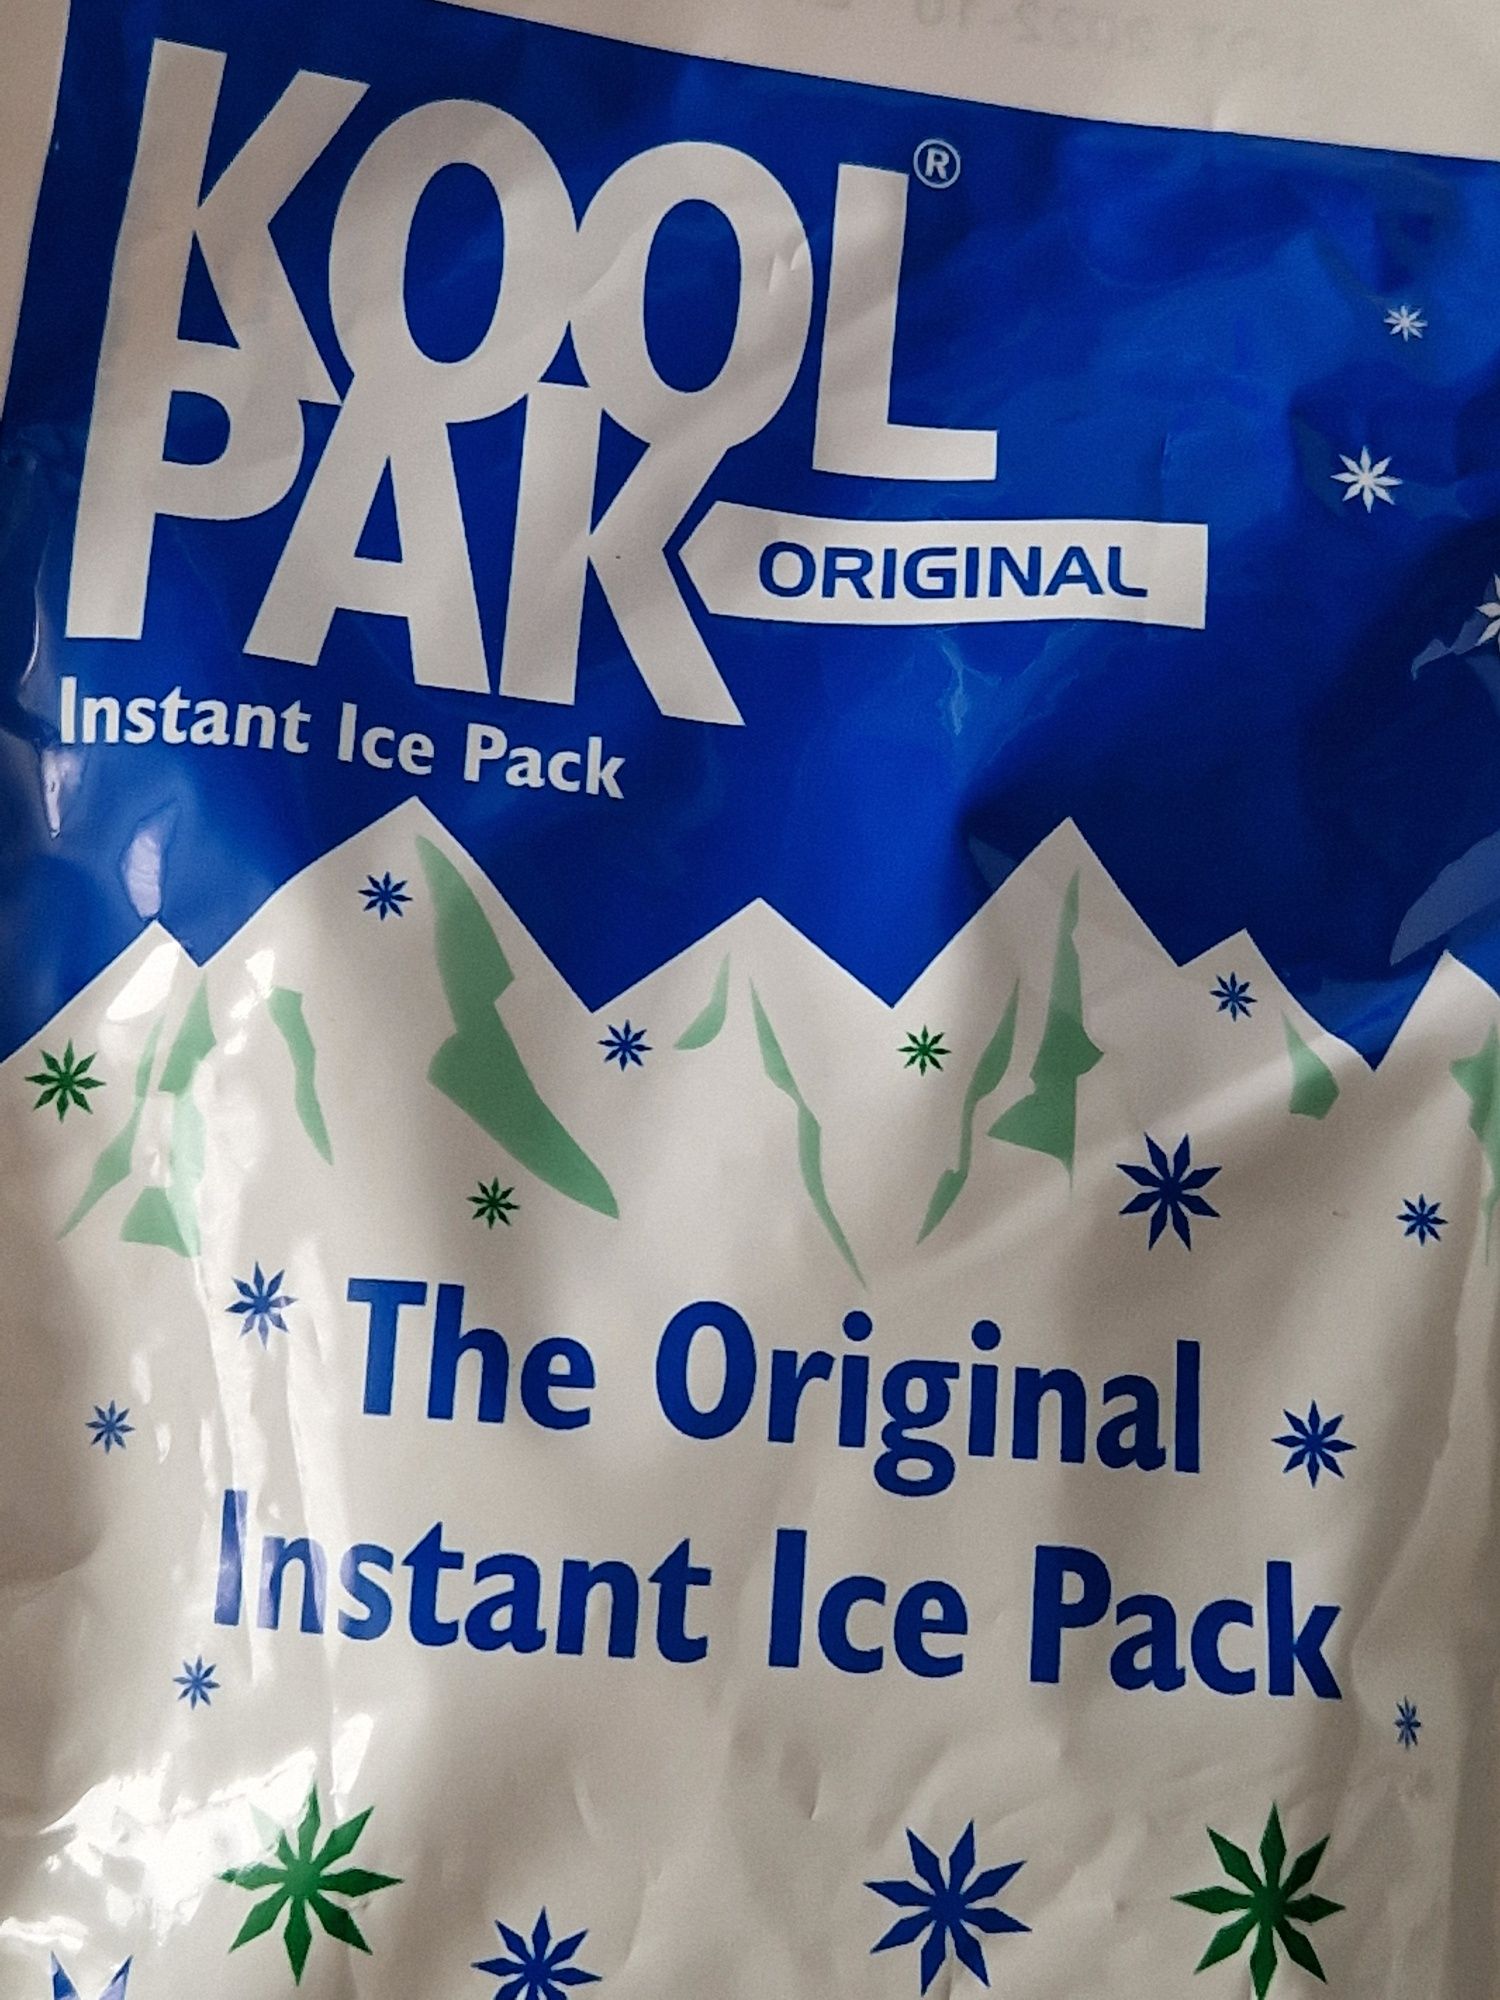 KOOL®
PAK
ORIGINAL
Instant Ice Pack
The Original
Instant Ice Pack